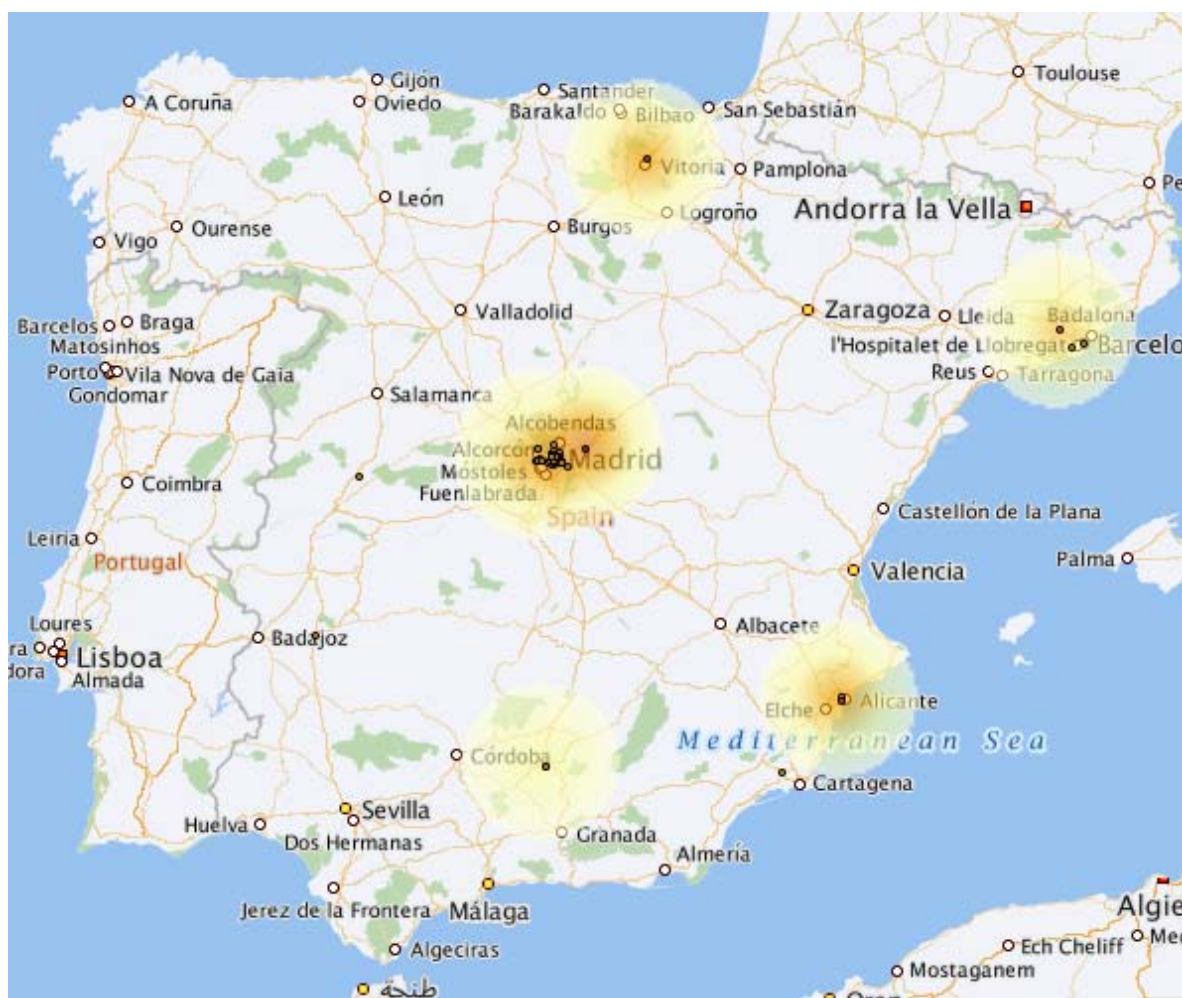 Toulouse
Gijón
A Coruña
Oviedo
Santander
Barakaldo
Bilbao
San Sebastián
Vitoria
Pamplona
León
Andorra la Vella
Logroño
Ourense
Burgos
Vigo
Valladolid
Zaragoza
Lleida
Badalona
Barcelos
Braga
Matosinhos
l'Hospitalet de Llobregat
Barcelo
Porto
Vila Nova de Gaia
Reus
Tarragona
Gondomar
Salamanca
Alcobendas
Alcorcón
Madrid
Móstoles
Coimbra
Fuenlabrada
Spain
Castellón de la Plana
Leiria
Portugal
Palma
Valencia
Loures
Badajoz
Albacete
ra
Lisboa
dora
Almada
Alicante
Elche
Mediterranean Sea
Córdoba
Cartagena
Sevilla
Huelva
Granada
Dos Hermanas
Almería
Jerez de la Frontera
Málaga
Algie
Algeciras
Ech Cheliff
Mostaganem
طنجة